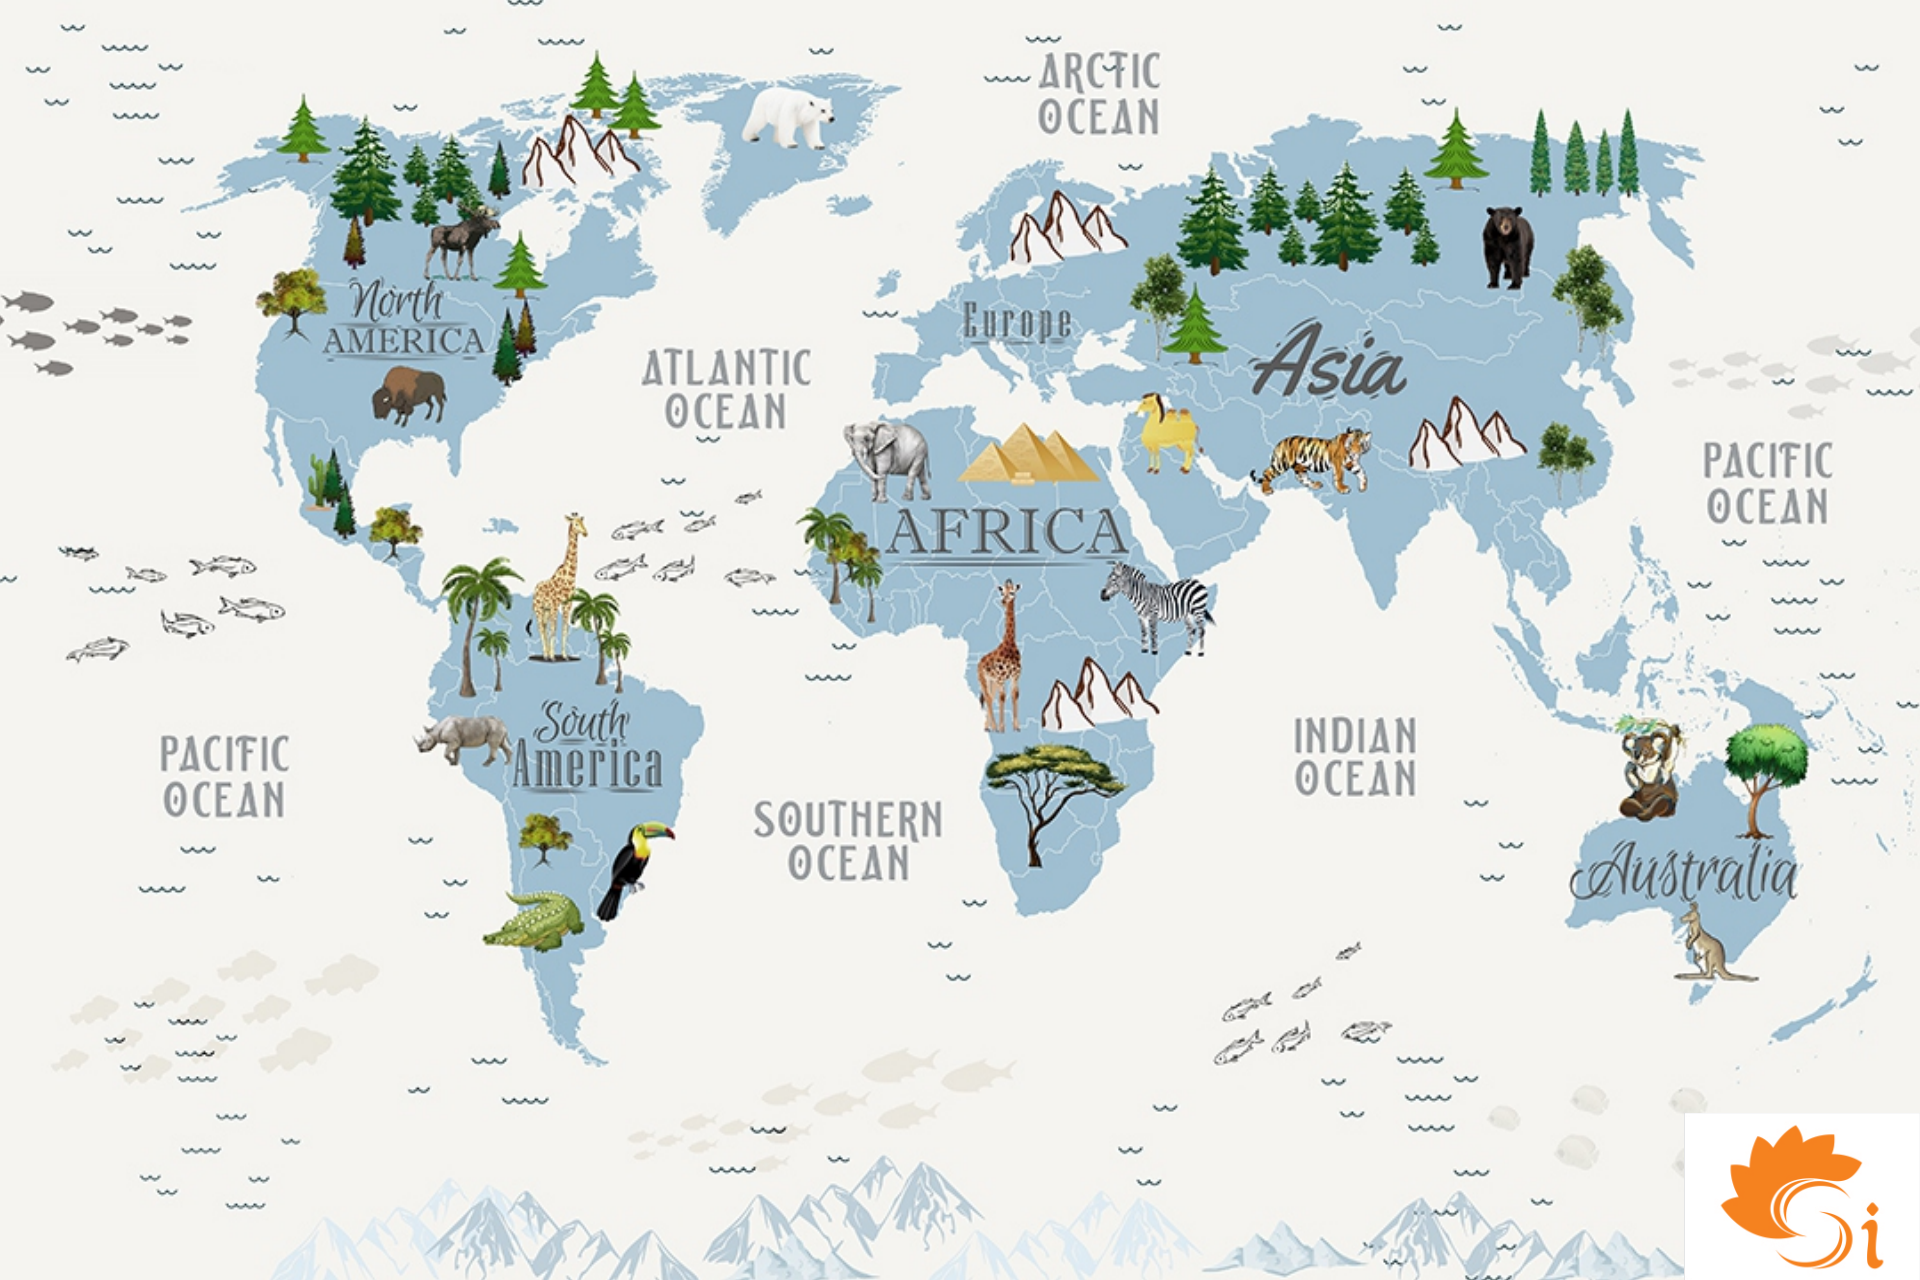 ARCTIC
OCEAN
North
AMERICA
Europe
Asia
ATLANTIC
OCEAN
PACIFIC
OCEAN
AFRICA
South
America
PACIFIC
OCEAN
INDIAN
OCEAN
SOUTHERN
OCEAN
Australia
Si